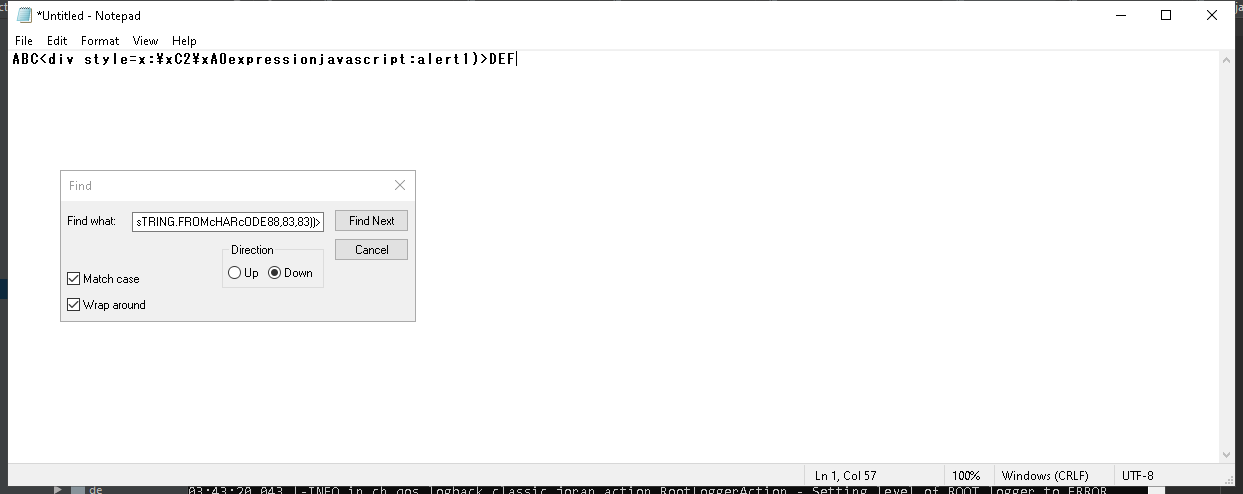 *Untitled - Notepad
File Edit Format View Help
ABC<div style=x:¥xC2¥xA0expressionjavascript:alert1)>DEF
Find
Find what: sTRING.FROMcHARcODE88,83,83))> Find Next
Direction Cancel
Up Down
Match case
Wrap around
Ln 1, Col 57 100% Windows (CRLF) UTF-8
de 03:43:20,043 |-INFO in ch.qos.logback.classic.joran.action.RootLoggerAction - Setting level of ROOT logger to ERROR